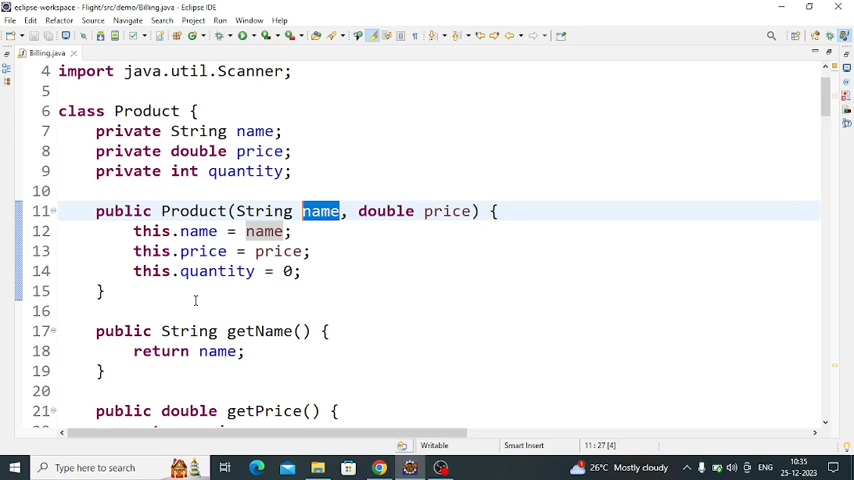 eclipse-workspace - Flight/src/demo/Billing.java - Eclipse IDE
File Edit Source Refactor Source Navigate Search Project Run Window Help
Billing.java
4 import java.util.Scanner;
5
6 class Product {
7 private String name;
8 private double price;
9 private int quantity;
10
11 public Product(String name, double price) {
12 this.name = name;
13 this.price = price;
14 this.quantity = 0;
15 }
16
17 public String getName() {
18 return name;
19 }
20
21 public double getPrice() {
Writable Smart Insert 11 : 27 [4]
Type here to search
26°C Mostly cloudy ENG 10:35
25-12-2023